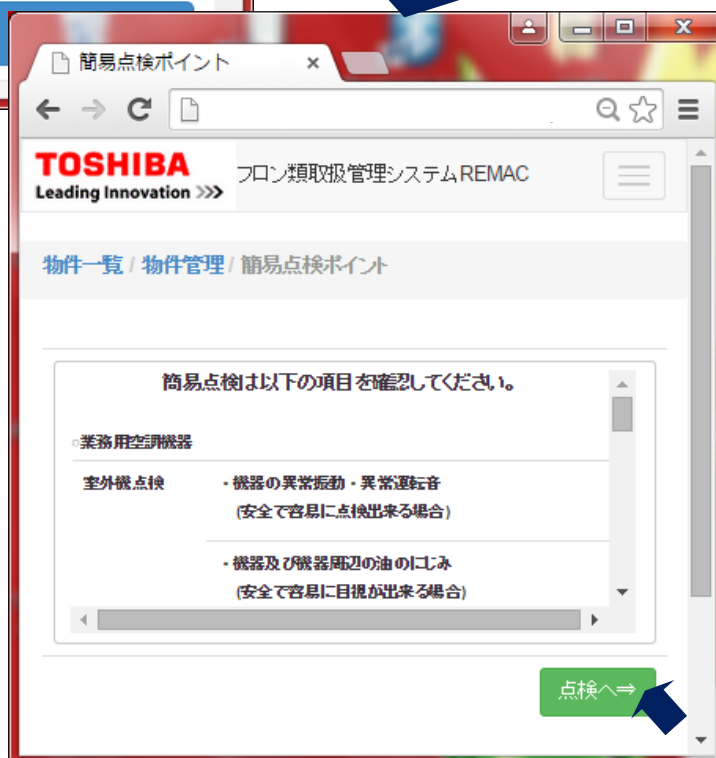 簡易点検ポイント
TOSHIBA
Leading Innovation >>>
フロン類取扱管理システムREMAC
物件一覧 / 物件管理 / 簡易点検ポイント
簡易点検は以下の項目を確認してください。
○業務用空調機器
室外機点検 ・機器の異常振動・異常運転音
(安全で容易に点検出来る場合)
・機器及び機器周辺の油のにじみ
(安全で容易に目視が出来る場合)
点検へ⇒